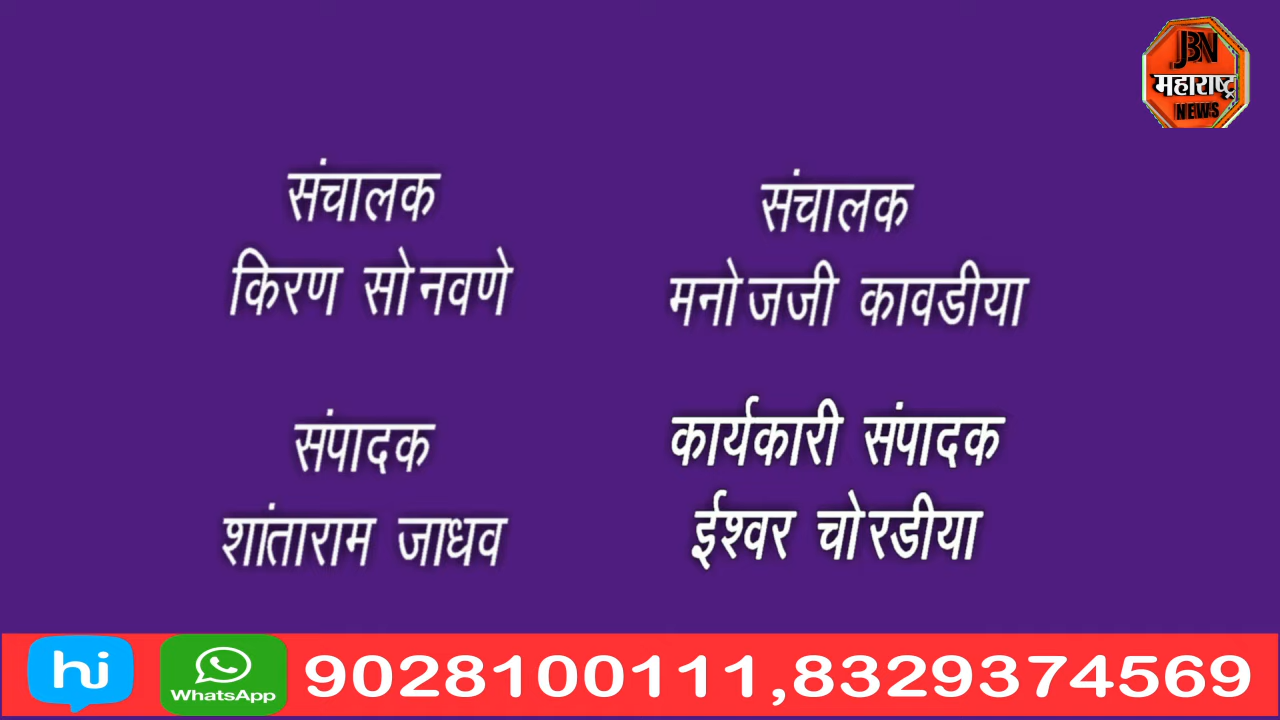 JBN
महाराष्ट्र
NEWS
संचालक
किरण सोनवणे
संचालक
मनोजजी कावडीया
संपादक
शांताराम जाधव
कार्यकारी संपादक
ईश्वर चोरडीया
hi
WhatsApp
9028100111,8329374569